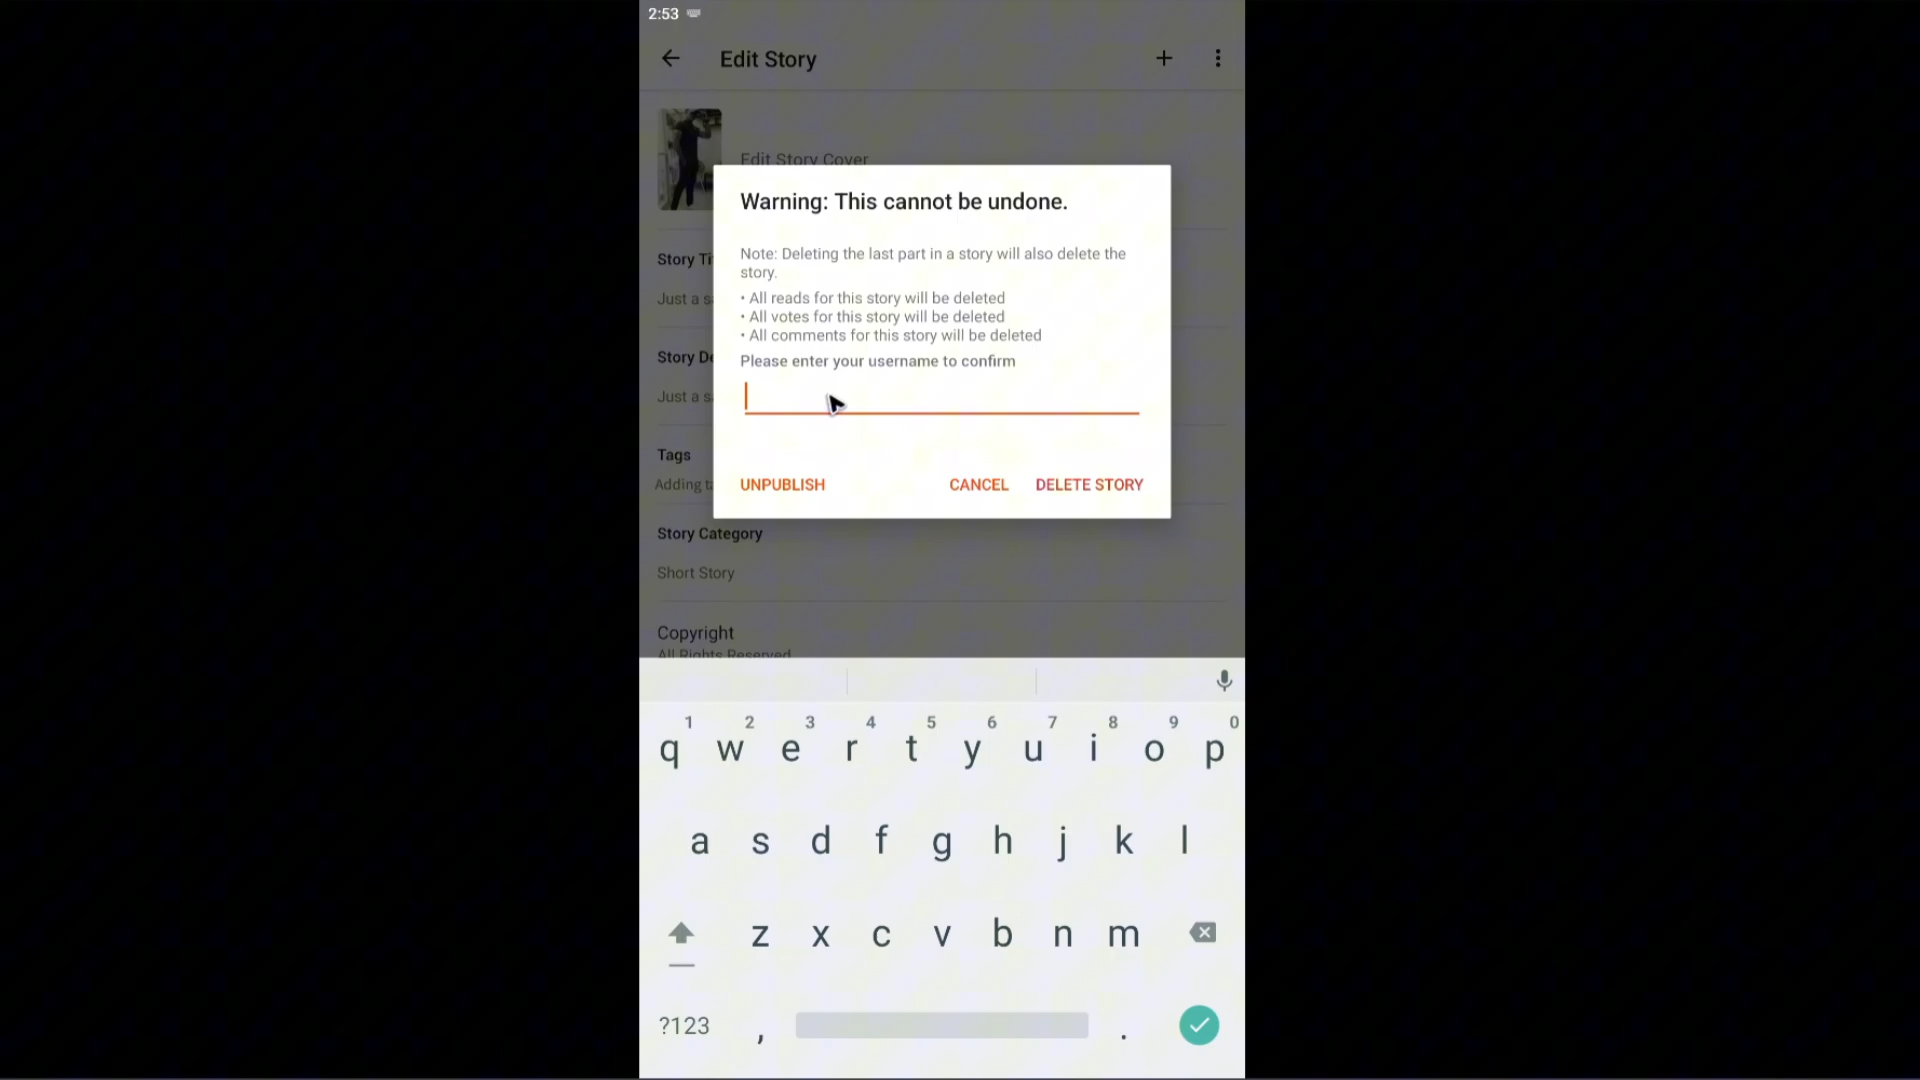 2:53
Edit Story
Edit Story Cover
Warning: This cannot be undone.
Note: Deleting the last part in a story will also delete the
story.
• All reads for this story will be deleted
• All votes for this story will be deleted
• All comments for this story will be deleted
Please enter your username to confirm
UNPUBLISH CANCEL DELETE STORY
Story Ti
Just a s
Story De
Just a s
Tags
Adding ta
Story Category
Short Story
Copyright
All Rights Reserved
1 2 3 4 5 6 7 8 9 0
q w e r t y u i o p
a s d f g h j k l
z x c v b n m
?123 , .